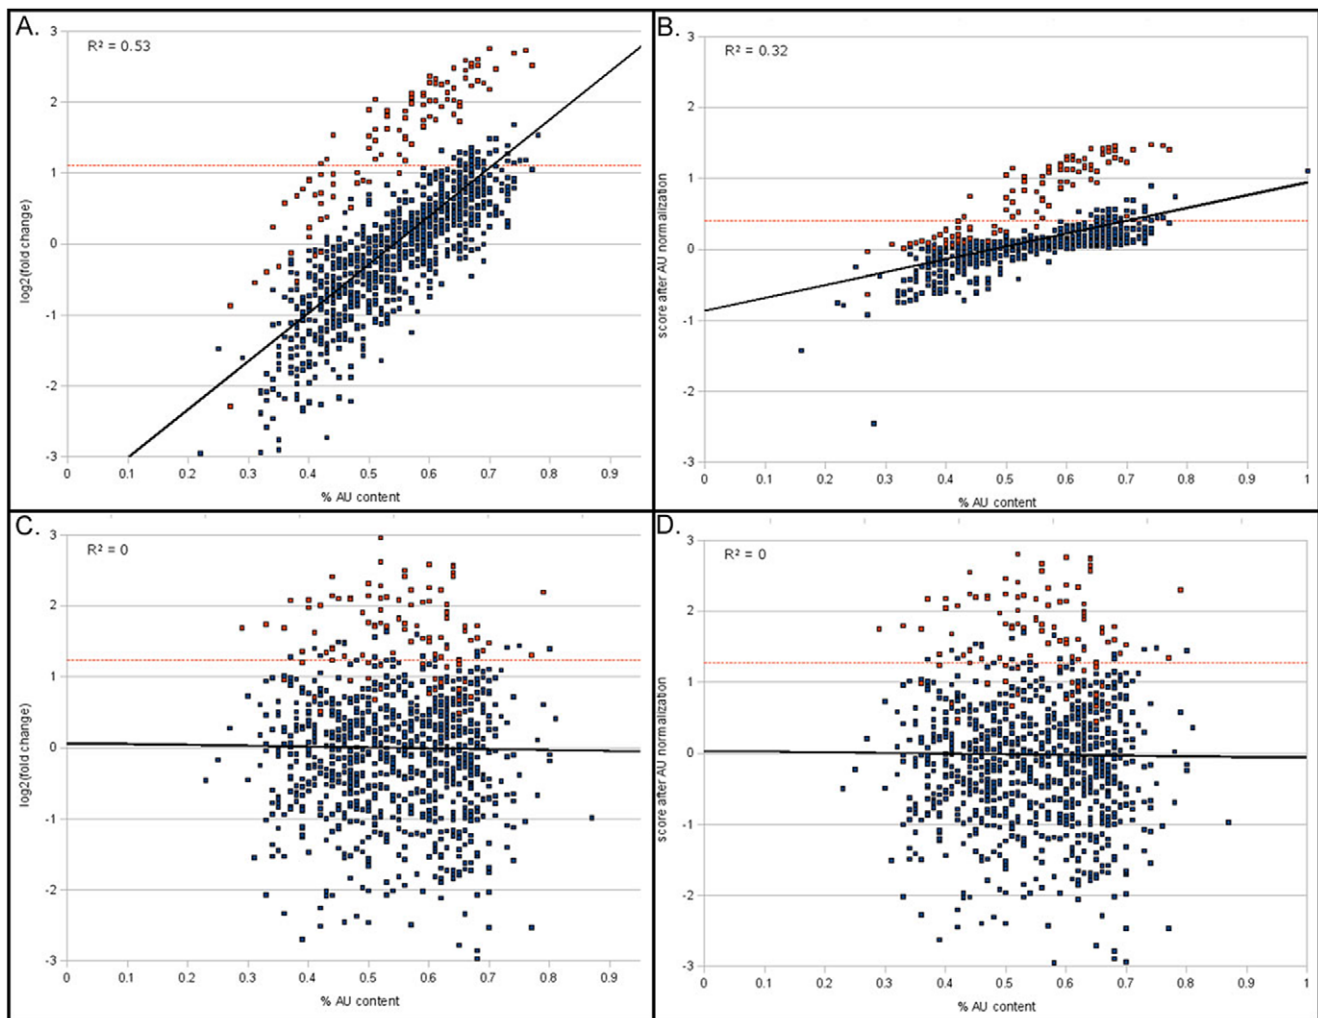 A.
R² = 0.53
log2(fold change)
3
2
1
0
-1
-2
-3
0 0.1 0.2 0.3 0.4 0.5 0.6 0.7 0.8 0.9
% AU content
B.
R² = 0.32
score after AU normalization
3
2
1
0
-1
-2
-3
0 0.1 0.2 0.3 0.4 0.5 0.6 0.7 0.8 0.9 1
% AU content
C.
R² = 0
log2(fold change)
3
2
1
0
-1
-2
-3
0 0.1 0.2 0.3 0.4 0.5 0.6 0.7 0.8 0.9
% AU content
D.
R² = 0
score after AU normalization
3
2
1
0
-1
-2
-3
0 0.1 0.2 0.3 0.4 0.5 0.6 0.7 0.8 0.9 1
% AU content